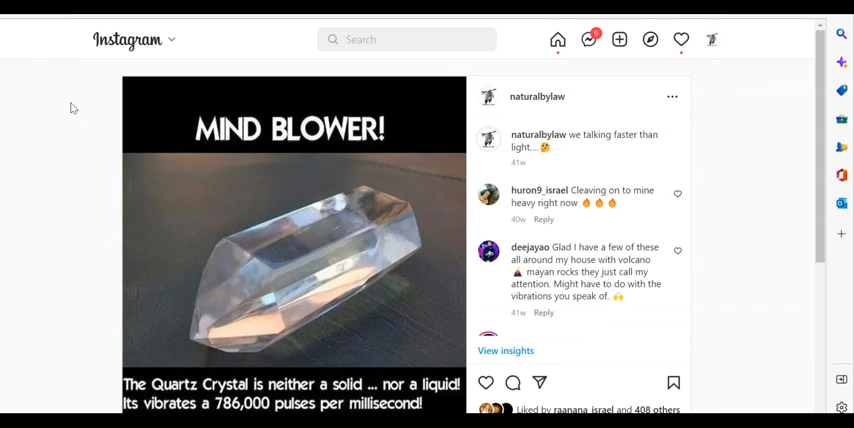 Instagram
Search
9
MIND BLOWER!
The Quartz Crystal is neither a solid ... nor a liquid!
Its vibrates a 786,000 pulses per millisecond!
naturalbylaw
naturalbylaw we talking faster than
light....🤔
41w
huron9_israel Cleaving on to mine
heavy right now 🔥 🔥 🔥
40w Reply
deejayao Glad I have a few of these
all around my house with volcano
🌋 mayan rocks they just call my
attention. Might have to do with the
vibrations you speak of. 🙌
41w Reply
View insights
Liked by raanana_israel and 408 others